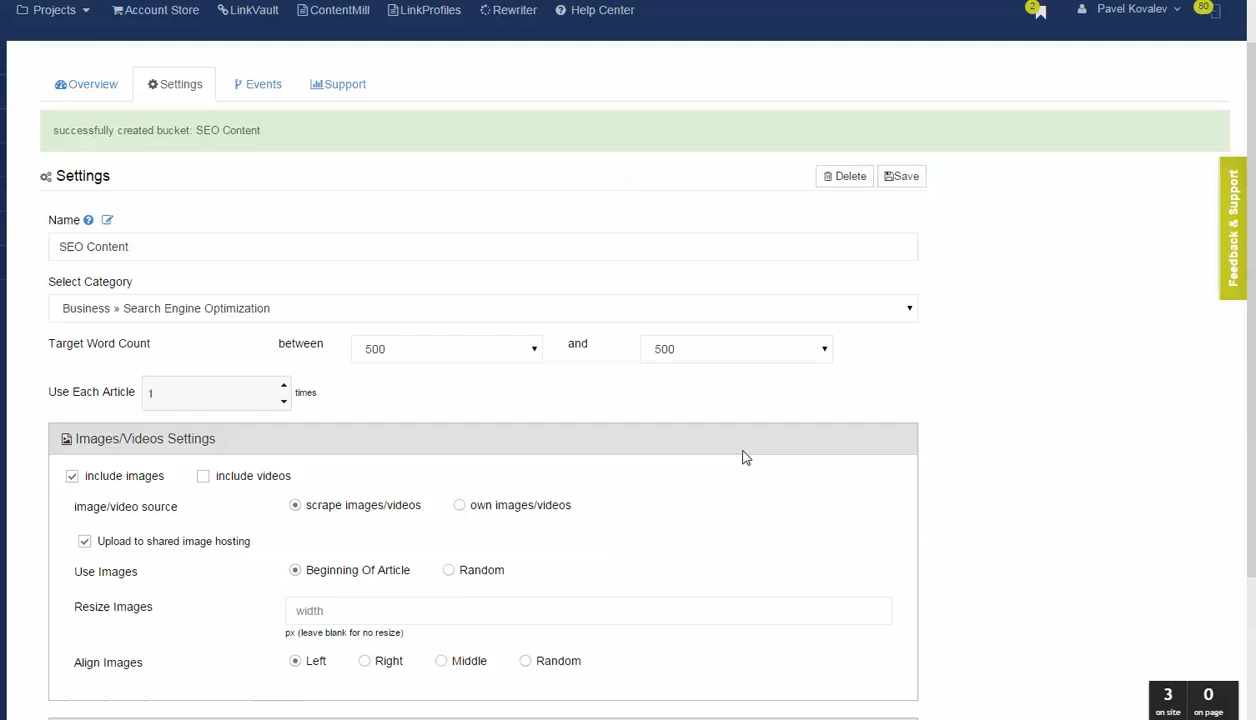 Projects Account Store LinkVault ContentMill LinkProfiles Rewriter Help Center 2 Pavel Kovalev 80
Overview Settings Events Support
successfully created bucket: SEO Content
Settings Delete Save
Name
SEO Content
Select Category
Business » Search Engine Optimization
Target Word Count between 500 and 500
Use Each Article 1 times
Images/Videos Settings
include images include videos
image/video source scrape images/videos own images/videos
Upload to shared image hosting
Use Images Beginning Of Article Random
Resize Images width
px (leave blank for no resize)
Align Images Left Right Middle Random
Feedback & Support
3 0
on site on page